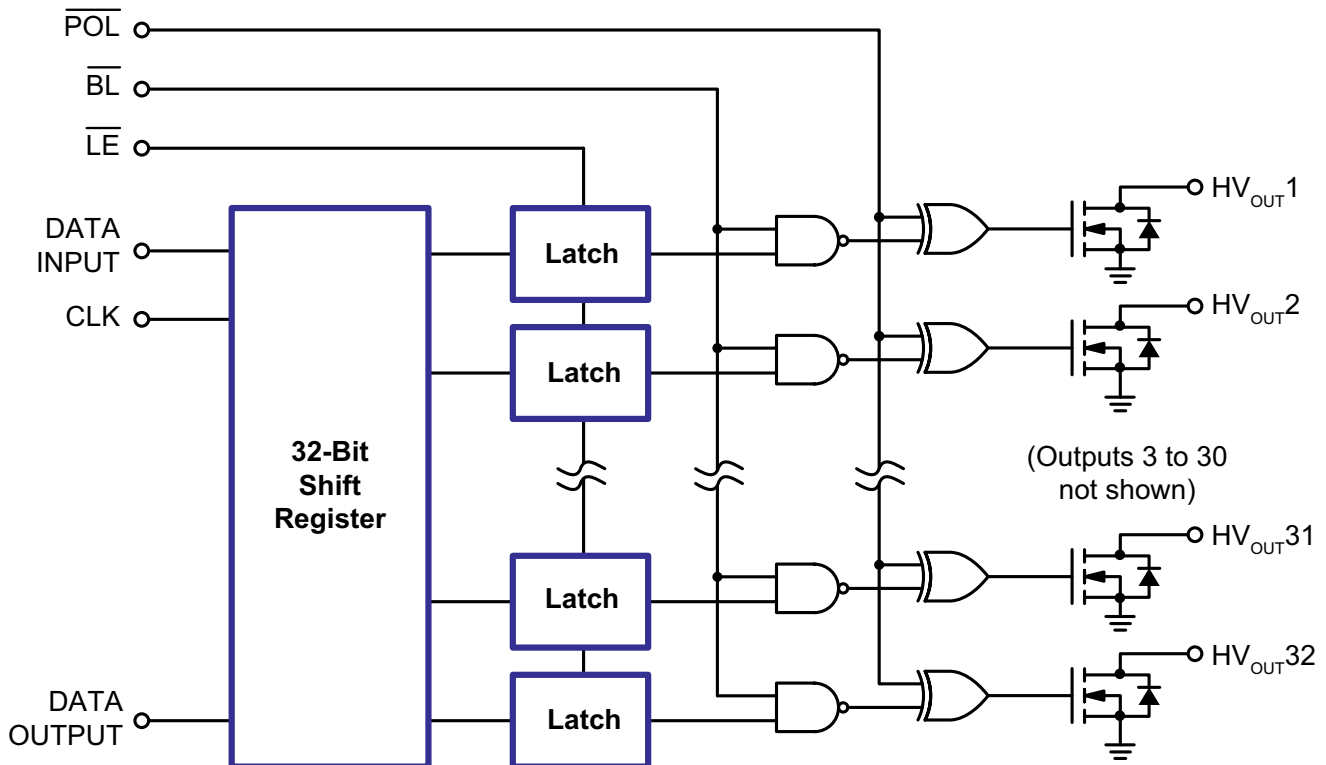 POL
BL
LE
DATA
INPUT
CLK
32-Bit
Shift
Register
DATA
OUTPUT
Latch
Latch
Latch
Latch
HVOUT1
HVOUT2
(Outputs 3 to 30
not shown)
HVOUT31
HVOUT32